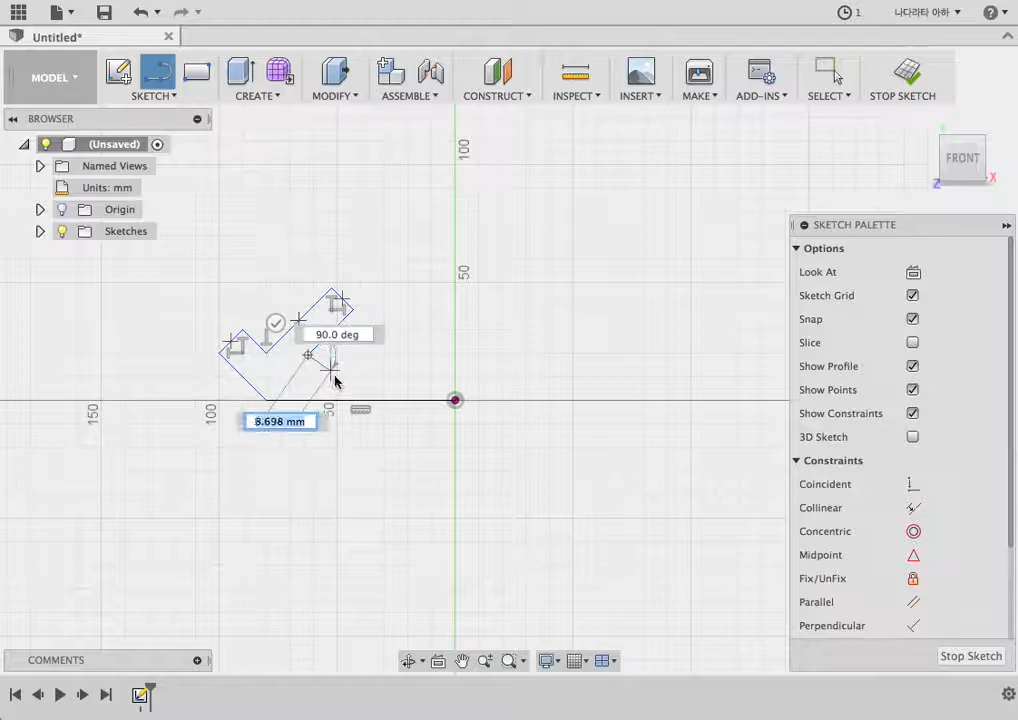 1
나다라타 아하
?
Untitled*
MODEL
SKETCH
CREATE
MODIFY
ASSEMBLE
CONSTRUCT
INSPECT
INSERT
MAKE
ADD-INS
SELECT
STOP SKETCH
BROWSER
(Unsaved)
Named Views
Units: mm
Origin
Sketches
100
50
150
100
50
FRONT
X
Z
90.0 deg
8.698 mm
SKETCH PALETTE
Options
Look At
Sketch Grid
Snap
Slice
Show Profile
Show Points
Show Constraints
3D Sketch
Constraints
Coincident
Collinear
Concentric
Midpoint
Fix/UnFix
Parallel
Perpendicular
Stop Sketch
COMMENTS